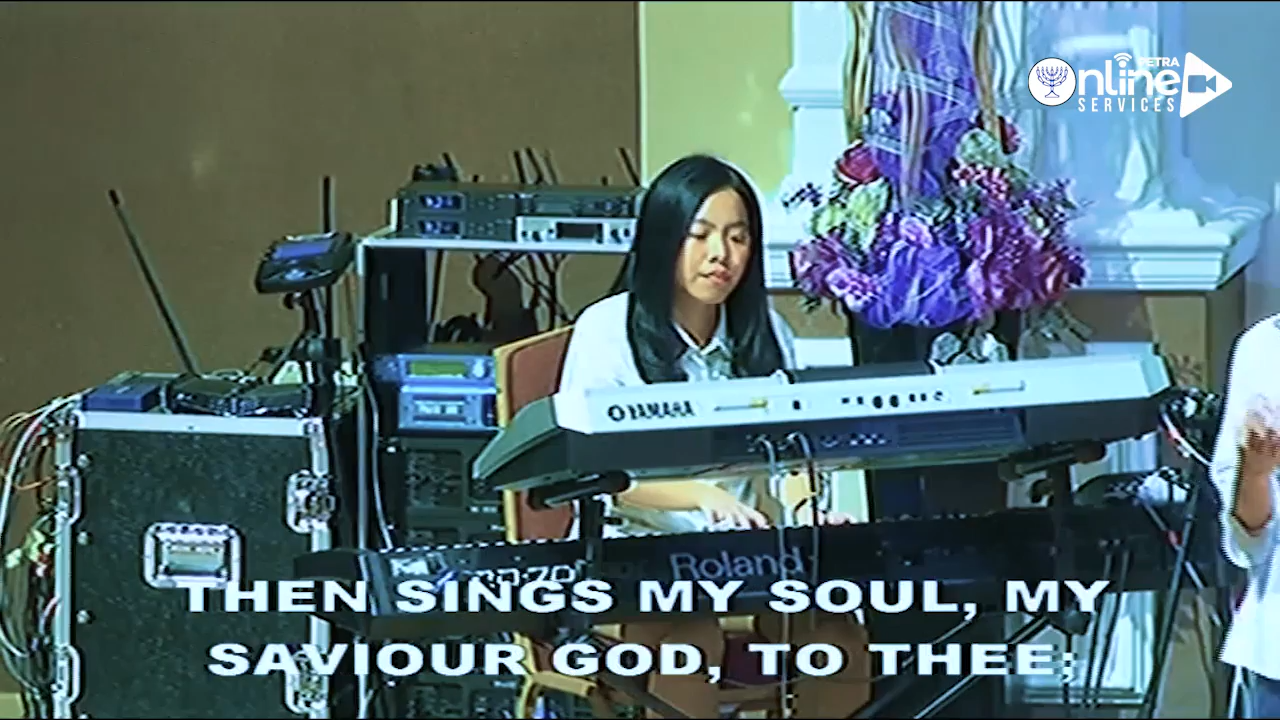 PETRA
Online
SERVICES
YAMAHA
Roland
THEN SINGS MY SOUL, MY
SAVIOUR GOD, TO THEE;